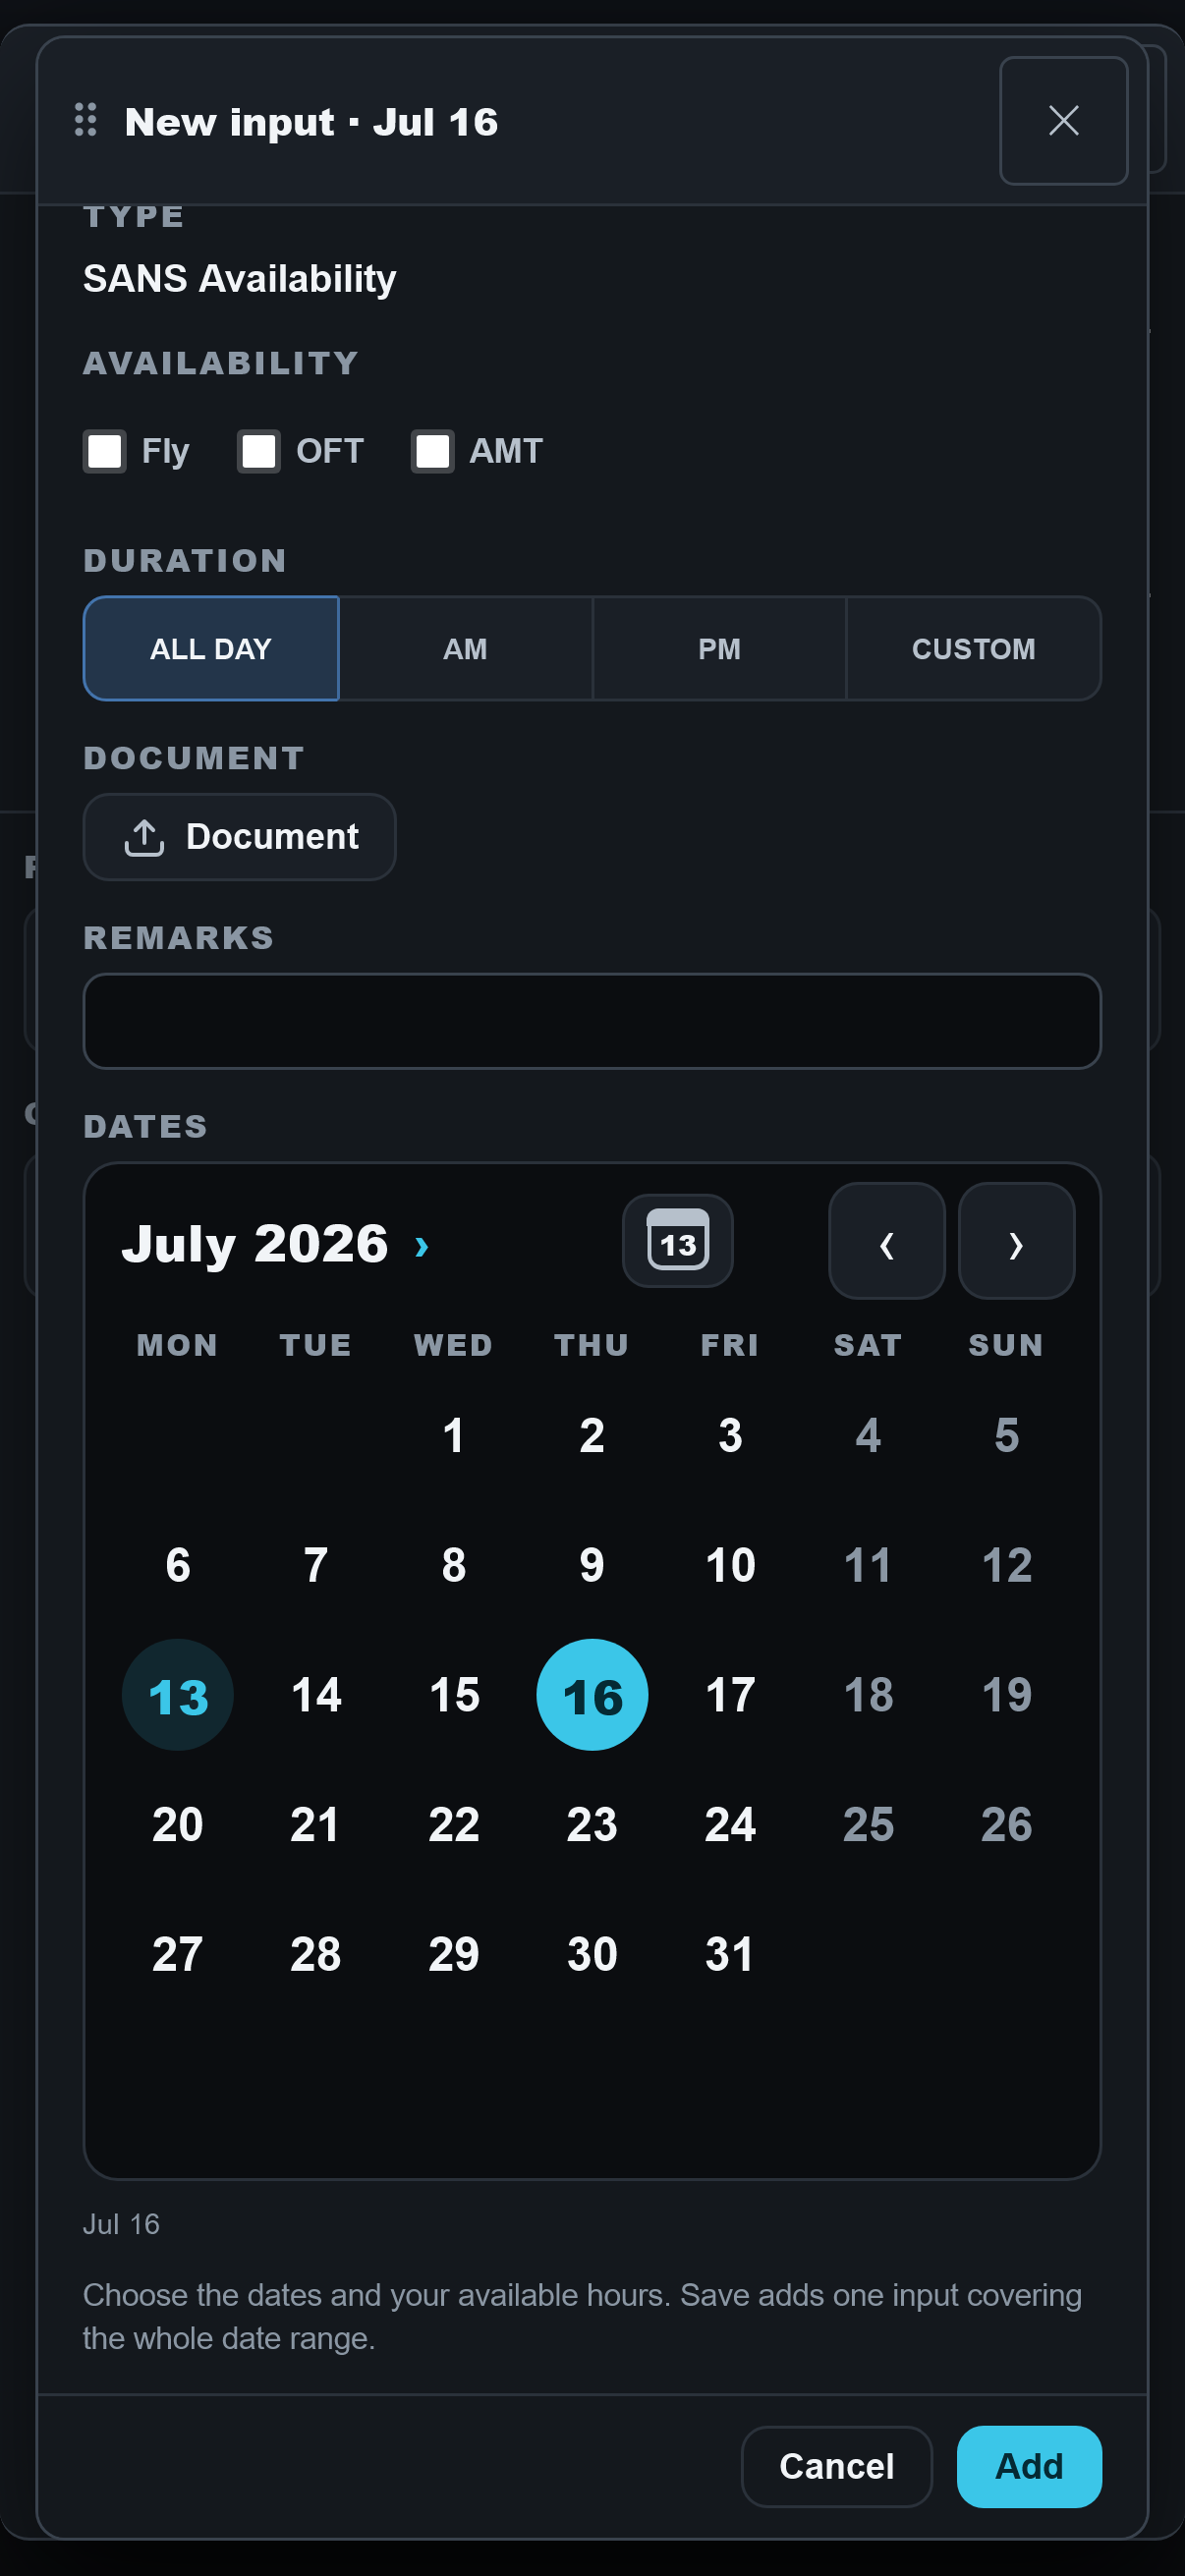 New input · Jul 16
TYPE
SANS Availability
AVAILABILITY
Fly OFT AMT
DURATION
ALL DAY AM PM CUSTOM
DOCUMENT
Document
REMARKS
DATES
July 2026 › 13 ‹ ›
MON TUE WED THU FRI SAT SUN
1 2 3 4 5
6 7 8 9 10 11 12
13 14 15 16 17 18 19
20 21 22 23 24 25 26
27 28 29 30 31
Jul 16
Choose the dates and your available hours. Save adds one input covering
the whole date range.
Cancel Add